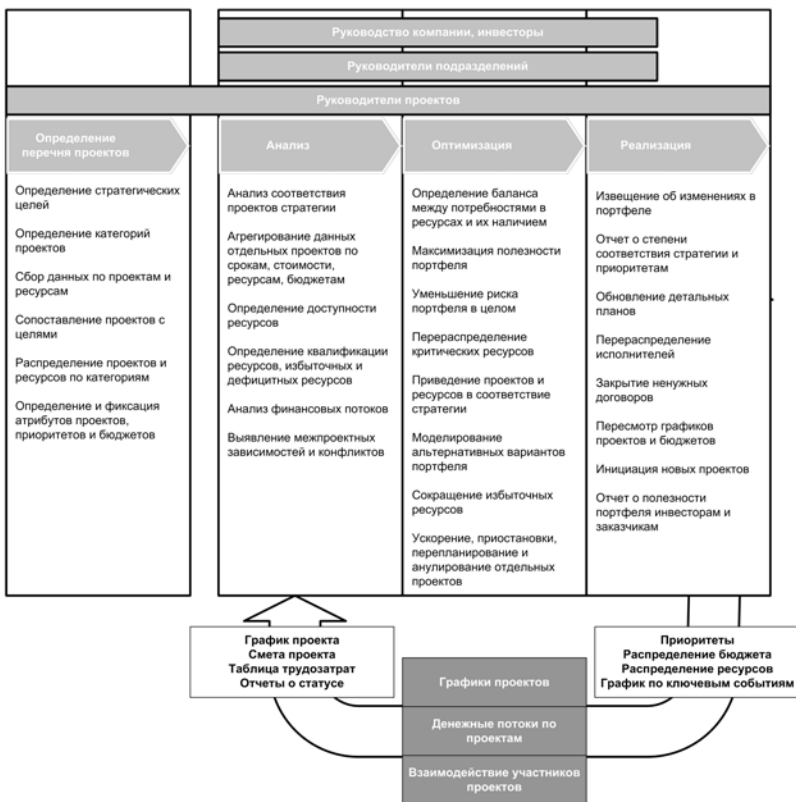 Руководство компании, инвесторы
Руководители подразделений
Руководители проектов
Определение
перечня проектов
Анализ
Оптимизация
Реализация
Определение стратегических
целей
Определение категорий
проектов
Сбор данных по проектам и
ресурсам
Сопоставление проектов с
целями
Распределение проектов и
ресурсов по категориям
Определение и фиксация
атрибутов проектов,
приоритетов и бюджетов
Анализ соответствия
проектов стратегии
Агрегирование данных
отдельных проектов по
срокам, стоимости,
ресурсам, бюджетам
Определение доступности
ресурсов
Определение квалификации
ресурсов, избыточных и
дефицитных ресурсов
Анализ финансовых потоков
Выявление межпроектных
зависимостей и конфликтов
Определение баланса
между потребностями в
ресурсах и их наличием
Максимизация полезности
портфеля
Уменьшение риска
портфеля в целом
Перераспределение
критических ресурсов
Приведение проектов и
ресурсов в соответствие
стратегии
Моделирование
альтернативных вариантов
портфеля
Сокращение избыточных
ресурсов
Ускорение, приостановки,
перепланирование и
анулирование отдельных
проектов
Извещение об изменениях в
портфеле
Отчет о степени
соответствия стратегии и
приоритетам
Обновление детальных
планов
Перераспределение
исполнителей
Закрытие ненужных
договоров
Пересмотр графиков
проектов и бюджетов
Инициация новых проектов
Отчет о полезности
портфеля инвесторам и
заказчикам
График проекта
Смета проекта
Таблица трудозатрат
Отчеты о статусе
Графики проектов
Денежные потоки по
проектам
Взаимодействие участников
проектов
Приоритеты
Распределение бюджета
Распределение ресурсов
График по ключевым событиям